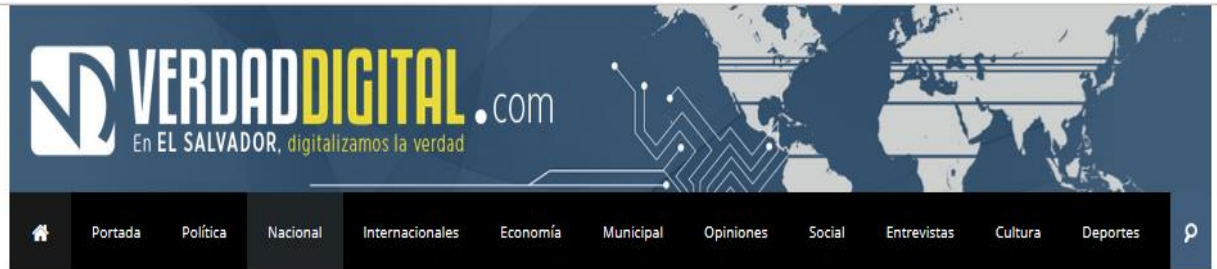 VERDADDIGITAL.com
En EL SALVADOR, digitalizamos la verdad
Portada Política Nacional Internacionales Economía Municipal Opiniones Social Entrevistas Cultura Deportes